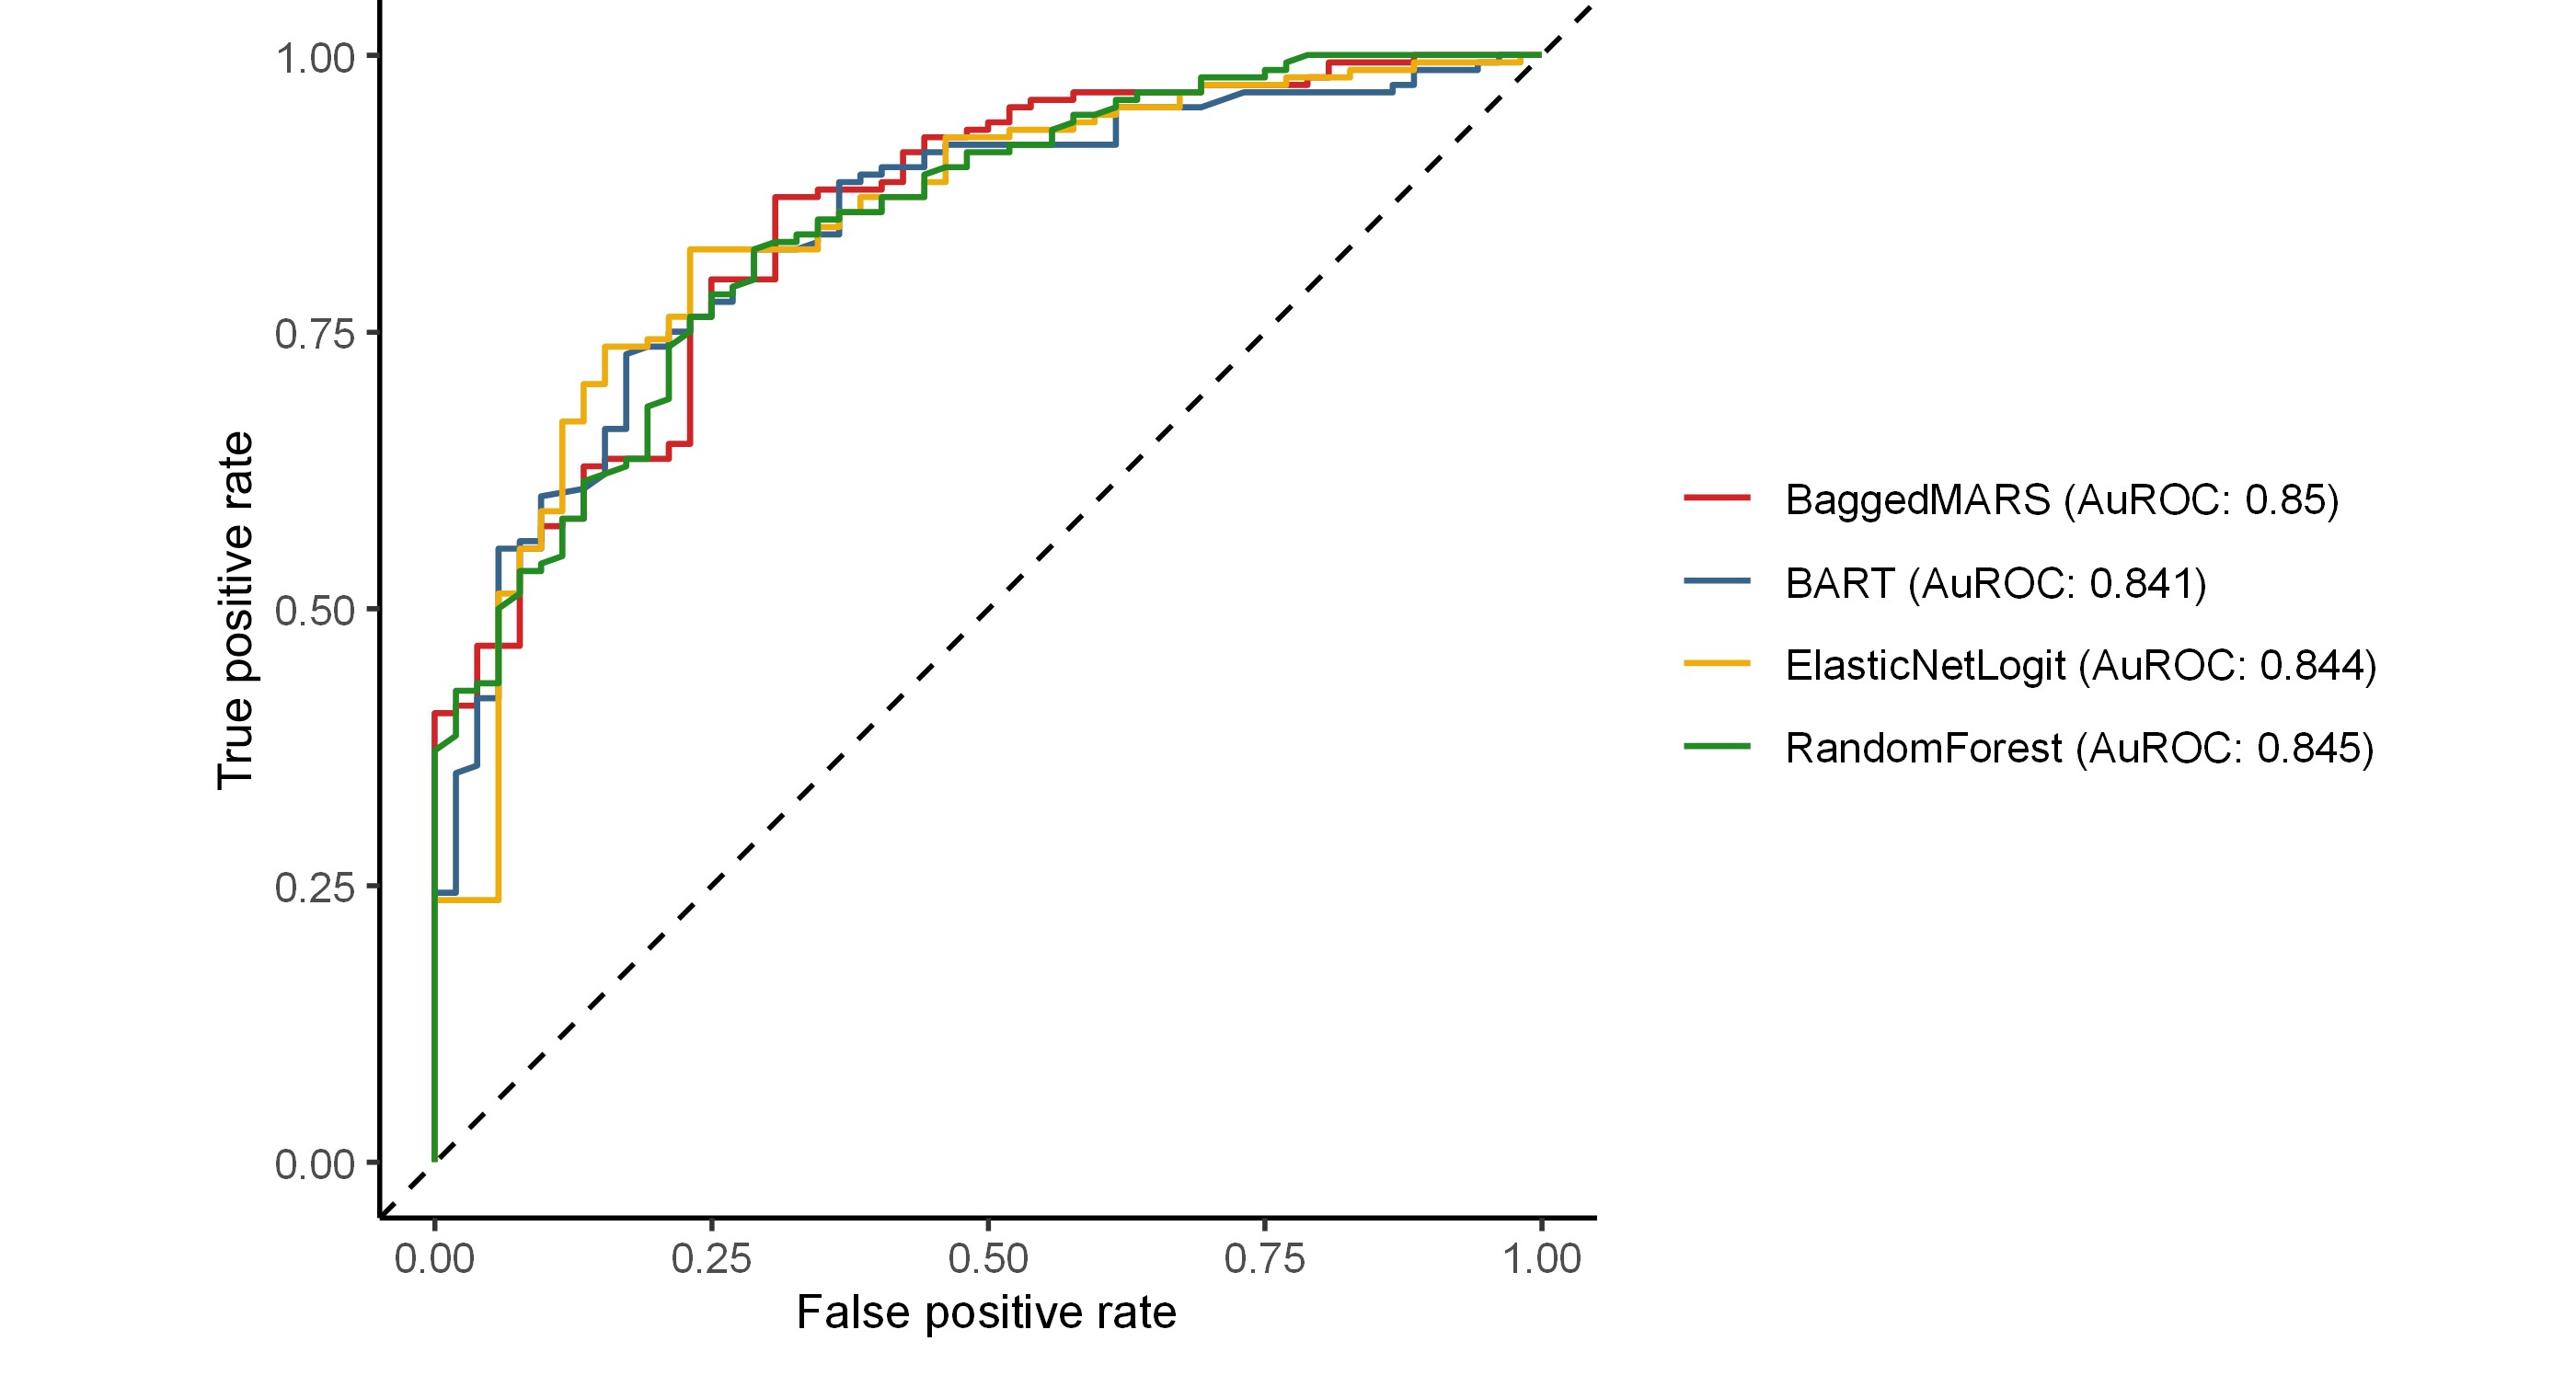 1.00
0.75
0.50
0.25
0.00
True positive rate
0.00 0.25 0.50 0.75 1.00
False positive rate
BaggedMARS (AuROC: 0.85)
BART (AuROC: 0.841)
ElasticNetLogit (AuROC: 0.844)
RandomForest (AuROC: 0.845)